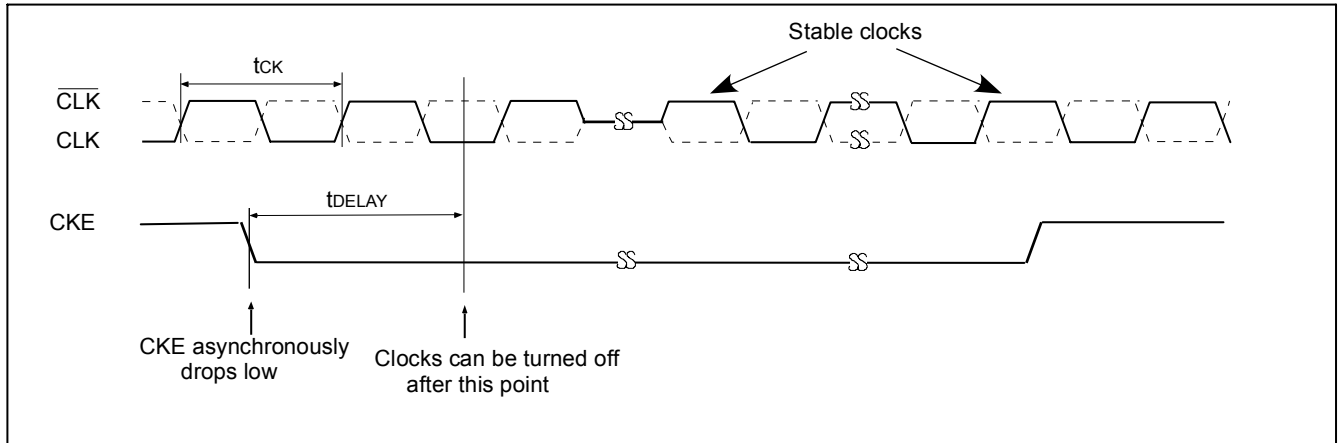 Stable clocks
tCK
CLK
CLK
tDELAY
CKE
CKE asynchronously
drops low
Clocks can be turned off
after this point